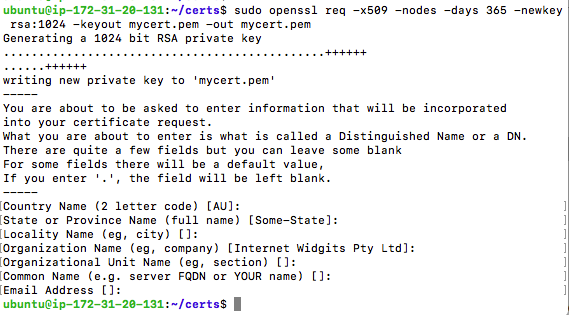 ubuntu@ip-172-31-20-131:~/certs$ sudo openssl req -x509 -nodes -days 365 -newkey
rsa:1024 -keyout mycert.pem -out mycert.pem
Generating a 1024 bit RSA private key
............................................++++++
......++++++
writing new private key to 'mycert.pem'
-----
You are about to be asked to enter information that will be incorporated
into your certificate request.
What you are about to enter is what is called a Distinguished Name or a DN.
There are quite a few fields but you can leave some blank
For some fields there will be a default value,
If you enter '.', the field will be left blank.
-----
[Country Name (2 letter code) [AU]: ]
[State or Province Name (full name) [Some-State]: ]
[Locality Name (eg, city) []: ]
[Organization Name (eg, company) [Internet Widgits Pty Ltd]: ]
[Organizational Unit Name (eg, section) []: ]
[Common Name (e.g. server FQDN or YOUR name) []: ]
[Email Address []: ]
ubuntu@ip-172-31-20-131:~/certs$